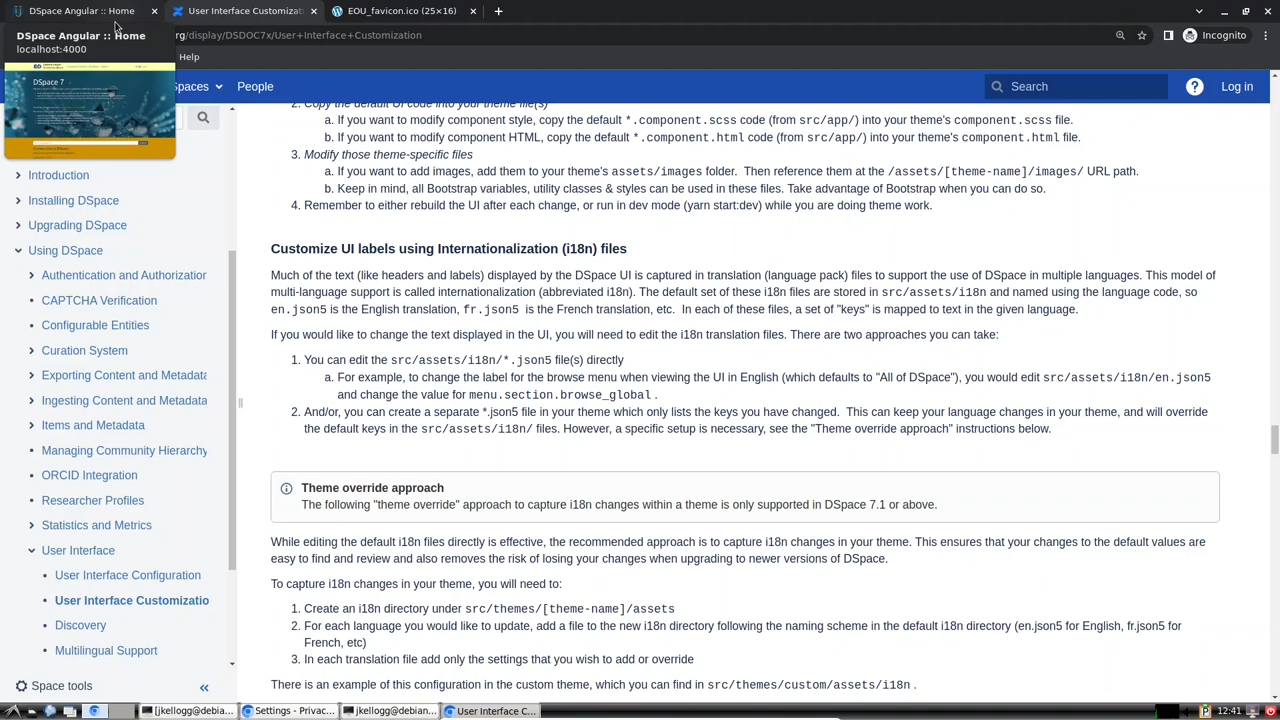 DSpace Angular :: Home
User Interface Customizati
EOU_favicon.ico (25×16)
DSpace Angular :: Home
localhost:4000
rg/display/DSDOC7x/User+Interface+Customization
Incognito
Help
DSpace 7
Spaces
People
Search
Log in
Introduction
Installing DSpace
Upgrading DSpace
Using DSpace
Authentication and Authorization
CAPTCHA Verification
Configurable Entities
Curation System
Exporting Content and Metadata
Ingesting Content and Metadata
Items and Metadata
Managing Community Hierarchy
ORCID Integration
Researcher Profiles
Statistics and Metrics
User Interface
User Interface Configuration
User Interface Customizatio
Discovery
Multilingual Support
Space tools
2. Copy the default UI code into your theme file(s)
a. If you want to modify component style, copy the default *.component.scss code (from src/app/) into your theme's component.scss file.
b. If you want to modify component HTML, copy the default *.component.html code (from src/app/) into your theme's component.html file.
3. Modify those theme-specific files
a. If you want to add images, add them to your theme's assets/images folder. Then reference them at the /assets/[theme-name]/images/ URL path.
b. Keep in mind, all Bootstrap variables, utility classes & styles can be used in these files. Take advantage of Bootstrap when you can do so.
4. Remember to either rebuild the UI after each change, or run in dev mode (yarn start:dev) while you are doing theme work.
Customize UI labels using Internationalization (i18n) files
Much of the text (like headers and labels) displayed by the DSpace UI is captured in translation (language pack) files to support the use of DSpace in multiple languages. This model of
multi-language support is called internationalization (abbreviated i18n). The default set of these i18n files are stored in src/assets/i18n and named using the language code, so
en.json5 is the English translation, fr.json5 is the French translation, etc. In each of these files, a set of "keys" is mapped to text in the given language.
If you would like to change the text displayed in the UI, you will need to edit the i18n translation files. There are two approaches you can take:
1. You can edit the src/assets/i18n/*.json5 file(s) directly
a. For example, to change the label for the browse menu when viewing the UI in English (which defaults to "All of DSpace"), you would edit src/assets/i18n/en.json5
and change the value for menu.section.browse_global .
2. And/or, you can create a separate *.json5 file in your theme which only lists the keys you have changed. This can keep your language changes in your theme, and will override
the default keys in the src/assets/i18n/ files. However, a specific setup is necessary, see the "Theme override approach" instructions below.
Theme override approach
The following "theme override" approach to capture i18n changes within a theme is only supported in DSpace 7.1 or above.
While editing the default i18n files directly is effective, the recommended approach is to capture i18n changes in your theme. This ensures that your changes to the default values are
easy to find and review and also removes the risk of losing your changes when upgrading to newer versions of DSpace.
To capture i18n changes in your theme, you will need to:
1. Create an i18n directory under src/themes/[theme-name]/assets
2. For each language you would like to update, add a file to the new i18n directory following the naming scheme in the default i18n directory (en.json5 for English, fr.json5 for
French, etc)
3. In each translation file add only the settings that you wish to add or override
There is an example of this configuration in the custom theme, which you can find in src/themes/custom/assets/i18n .
[jkellogg@debia...
Settings - Privac...
jkellogg@debian...
User Interface C...
12:41